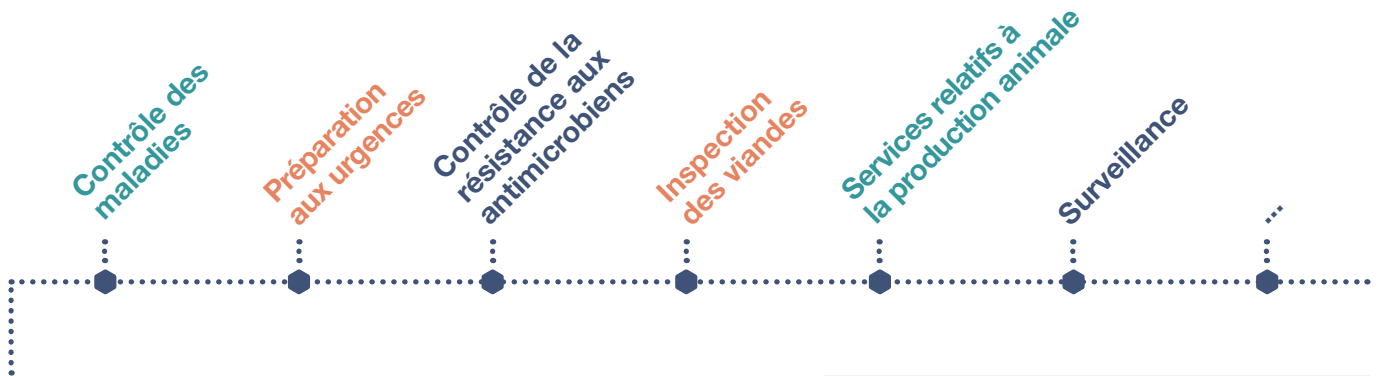 Contrôle des
maladies
Préparation
aux urgences
Contrôle de la
résistance aux
antimicrobiens
Inspection
des viandes
Services relatifs à
la production animale
Surveillance
...